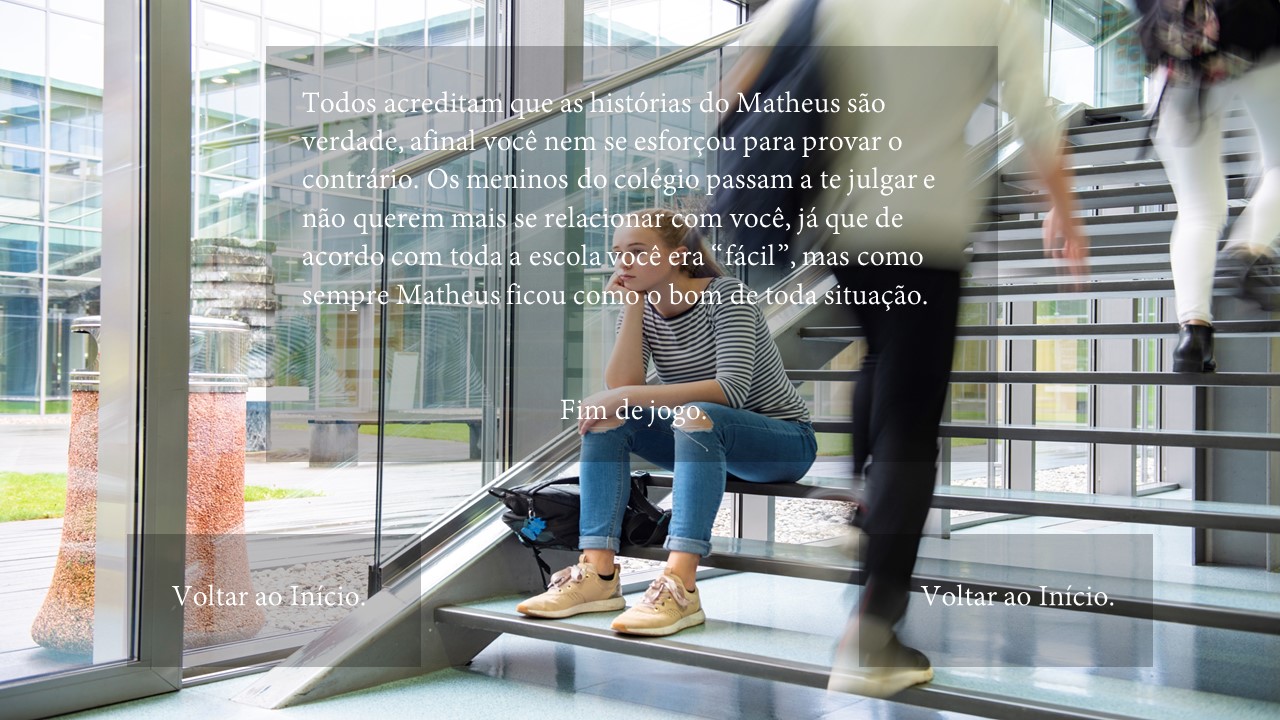 Todos acreditam que as histórias do Matheus são
verdade, afinal você nem se esforçou para provar o
contrário. Os meninos do colégio passam a te julgar e
não querem mais se relacionar com você, já que de
acordo com toda a escola você era “fácil”, mas como
sempre Matheus ficou como o bom de toda situação.
Fim de jogo.
Voltar ao Início.
Voltar ao Início.